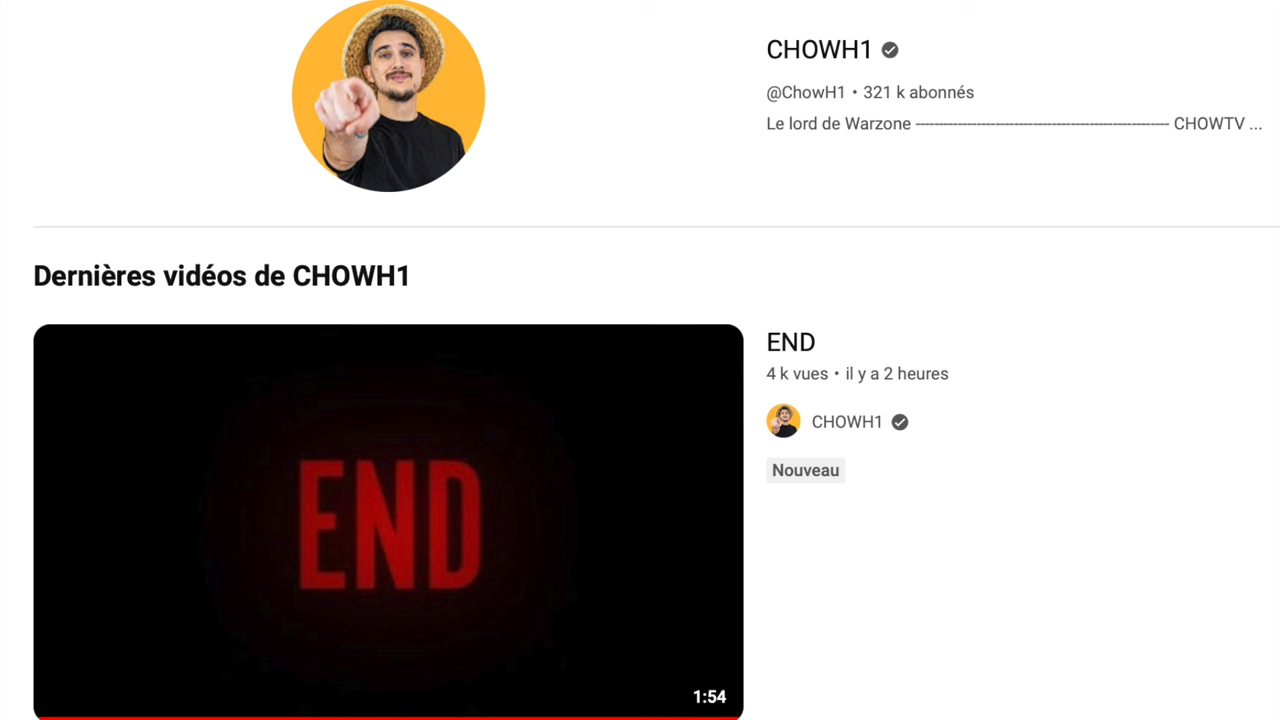 CHOWH1
@ChowH1 • 321 k abonnés
Le lord de Warzone ------------------------------------------------------- CHOWTV ...
Dernières vidéos de CHOWH1
END
1:54
END
4 k vues • il y a 2 heures
CHOWH1
Nouveau